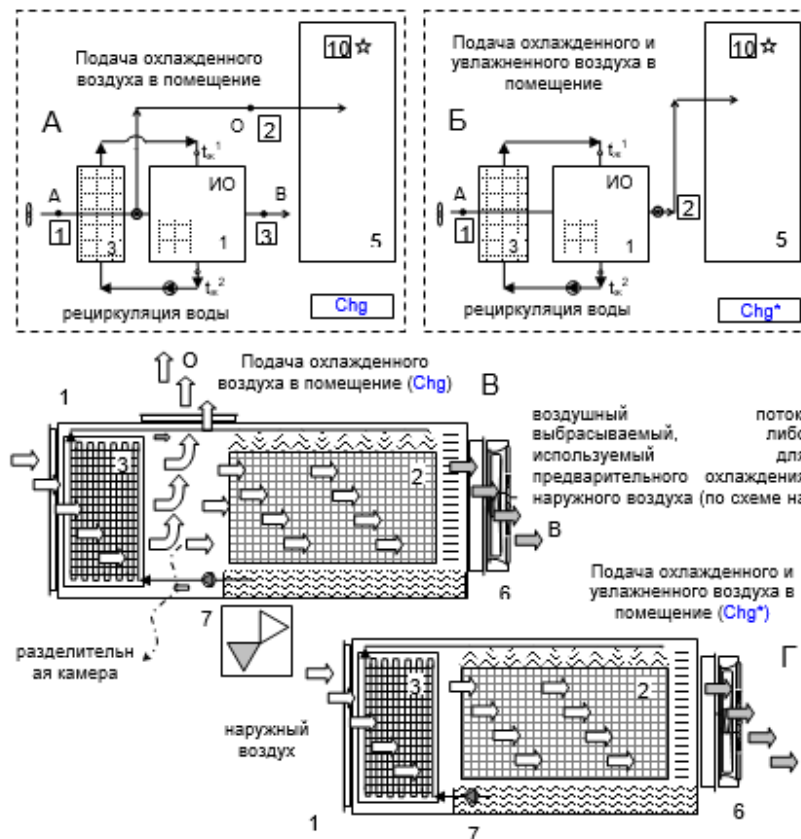 Подача охлажденного
воздуха в помещение
10
А
О
2
tж1
ИО
А
В
1
3
3
1
5
tж2
рециркуляция воды
Chg
Подача охлажденного и
увлажненного воздуха в
помещение
10
Б
tж1
ИО
А
2
1
3
1
5
tж2
рециркуляция воды
Chg*
О
Подача охлажденного
воздуха в помещение (Chg)
В
1
3
2
воздушный поток
выбрасываемый, либо
используемый для
предварительного охлаждения
наружного воздуха (по схеме на
В
6
7
разделительн
ая камера
Подача охлажденного и
увлажненного воздуха в
помещение (Chg*)
Г
3
2
наружный
воздух
1
7
6